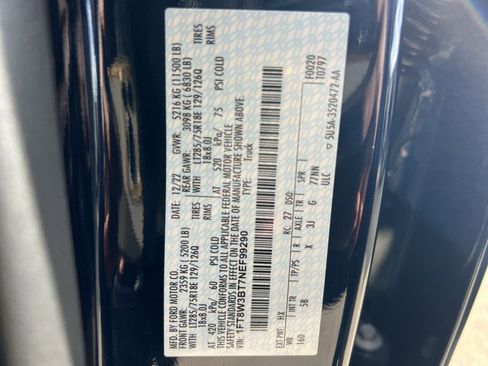 MFD. BY FORD MOTOR CO.
DATE: 12/22 GVWR: 5216 KG (11500 LB)
FRONT GAWR: 2359 KG (5200 LB) REAR GAWR: 3098 KG (6830 LB)
WITH LT285/75R18E 129/126Q TIRES WITH LT285/75R18E 129/126Q TIRES
18x8.0J RIMS 18x8.0J RIMS
AT 420 kPa/ 60 PSI COLD AT 520 kPa/ 75 PSI COLD
THIS VEHICLE CONFORMS TO ALL APPLICABLE FEDERAL MOTOR VEHICLE
SAFETY STANDARDS IN EFFECT ON THE DATE OF MANUFACTURE SHOWN ABOVE.
VIN: 1FT8W3BT7NEF99290 TYPE: Truck
F0020
T0797
EXT PNT: HX RC: 27 DSO:
WB INT TR TP/PS R AXLE TR SPR
160 5B X 3J G 77NN
ULC
5U5A-3520472-AA